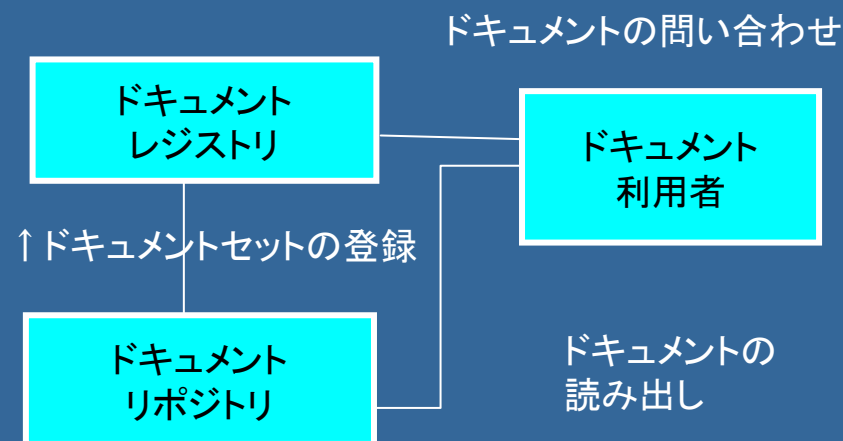 ドキュメントの問い合わせ
ドキュメント
レジストリ
ドキュメント
利用者
↑ドキュメントセットの登録
ドキュメント
リポジトリ
ドキュメントの
読み出し